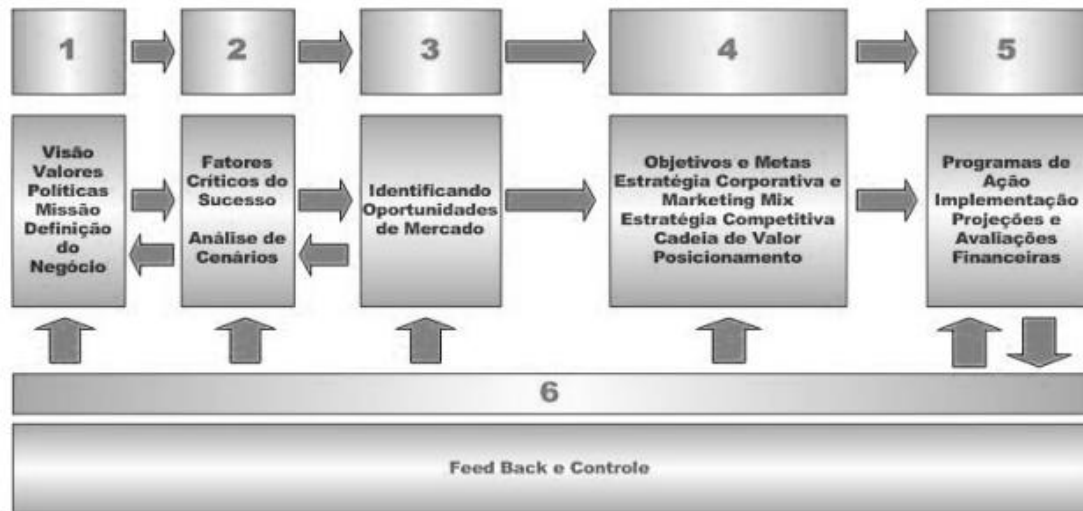 1
2
3
4
5
Visão
Valores
Políticas
Missão
Definição
do
Negócio
Fatores
Críticos do
Sucesso
Análise de
Cenários
Identificando
Oportunidades
de Mercado
Objetivos e Metas
Estratégia Corporativa e
Marketing Mix
Estratégia Competitiva
Cadeia de Valor
Posicionamento
Programas de
Ação
Implementação
Projeções e
Avaliações
Financeiras
6
Feed Back e Controle